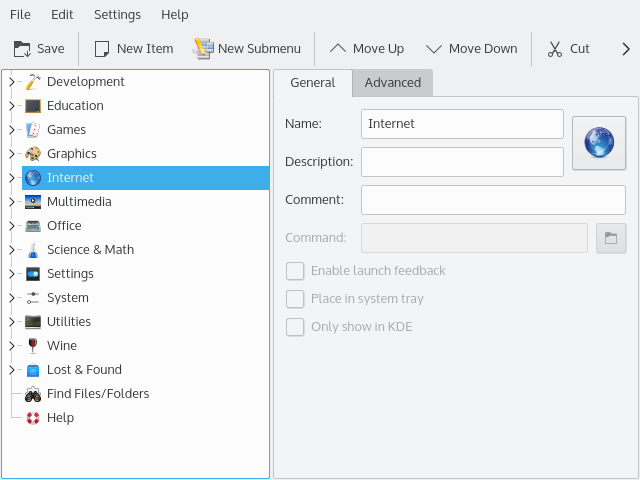 File Edit Settings Help
Save New Item New Submenu Move Up Move Down Cut
Development
Education
Games
Graphics
Internet
Multimedia
Office
Science & Math
Settings
System
Utilities
Wine
Lost & Found
Find Files/Folders
Help
General Advanced
Name: Internet
Description:
Comment:
Command:
Enable launch feedback
Place in system tray
Only show in KDE